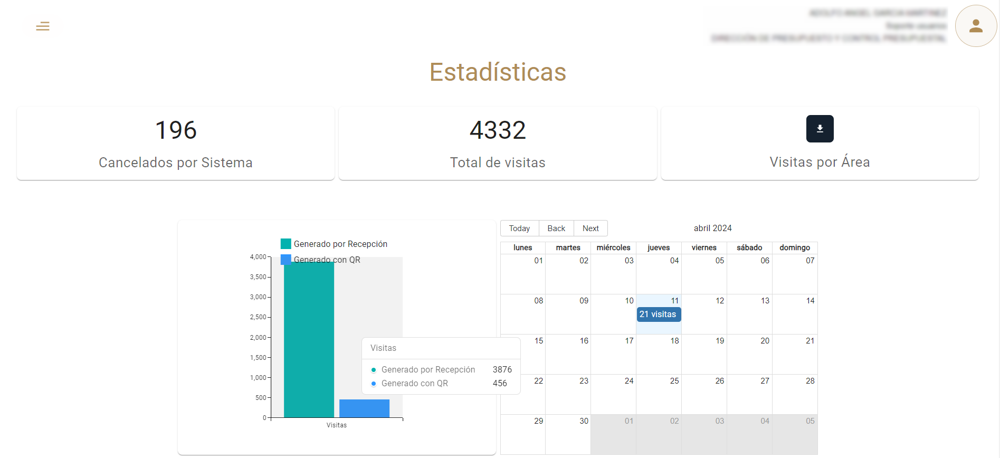 Estadísticas
196
Cancelados por Sistema
4332
Total de visitas
Visitas por Área
Generado por Recepción
Generado con QR
4,000
3,500
3,000
2,500
2,000
1,500
1,000
500
0
Visitas
Visitas
Generado por Recepción 3876
Generado con QR 456
Today Back Next abril 2024
lunes martes miércoles jueves viernes sábado domingo
01 02 03 04 05 06 07
08 09 10 11 12 13 14
21 visitas
15 16 17 18 19 20 21
22 23 24 25 26 27 28
29 30 01 02 03 04 05